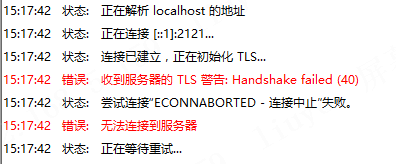 15:17:42 状态: 正在解析 localhost 的地址
15:17:42 状态: 正在连接 [::1]:2121...
15:17:42 状态: 连接已建立，正在初始化 TLS...
15:17:42 错误: 收到服务器的 TLS 警告: Handshake failed (40)
15:17:42 状态: 尝试连接“ECONNABORTED - 连接中止”失败。
15:17:42 错误: 无法连接到服务器
15:17:42 状态: 正在等待重试...